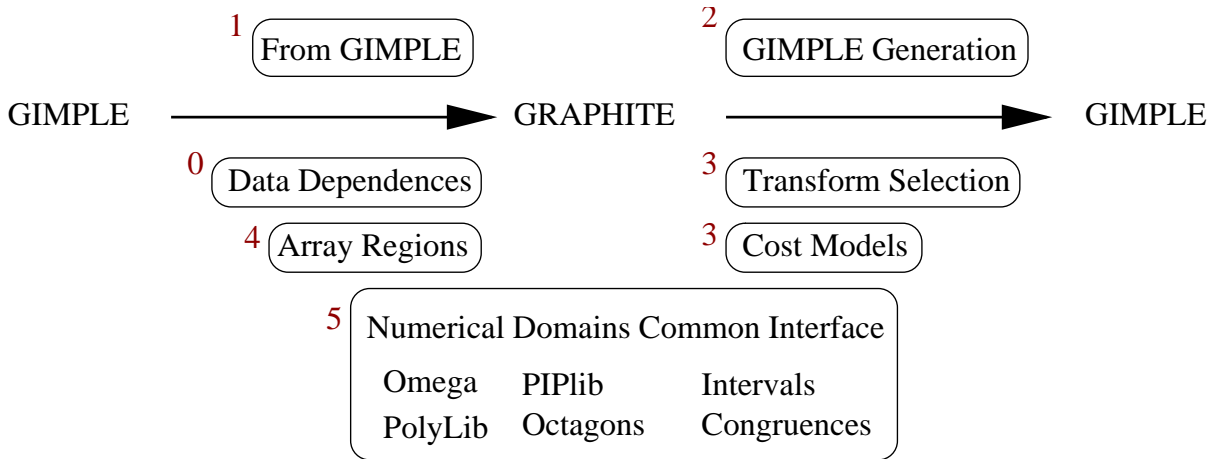 1 From GIMPLE
2 GIMPLE Generation
GIMPLE GRAPHITE GIMPLE
0 Data Dependences
3 Transform Selection
4 Array Regions
3 Cost Models
5 Numerical Domains Common Interface
Omega PIPlib Intervals
PolyLib Octagons Congruences